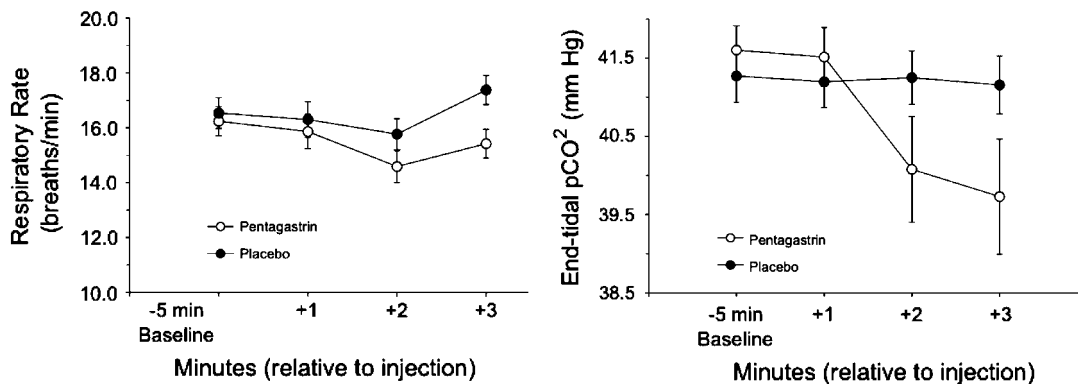 Respiratory Rate
(breaths/min)
20.0
18.0
16.0
14.0
12.0
10.0
Pentagastrin
Placebo
-5 min +1 +2 +3
Baseline
Minutes (relative to injection)
End-tidal pCO² (mm Hg)
41.5
40.5
39.5
38.5
Pentagastrin
Placebo
-5 min +1 +2 +3
Baseline
Minutes (relative to injection)